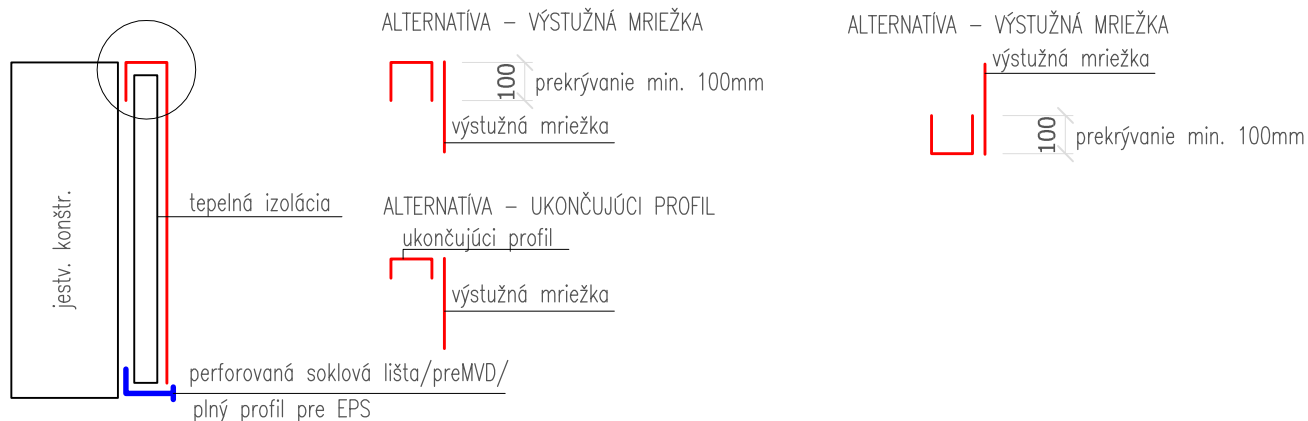 jestv. konštr.
tepelná izolácia
perforovaná soklová lišta/preMVD/
plný profil pre EPS
ALTERNATÍVA – VÝSTUŽNÁ MRIEŽKA
100
prekrývanie min. 100mm
výstužná mriežka
ALTERNATÍVA – UKONČUJÚCI PROFIL
ukončujúci profil
výstužná mriežka
ALTERNATÍVA – VÝSTUŽNÁ MRIEŽKA
výstužná mriežka
100
prekrývanie min. 100mm